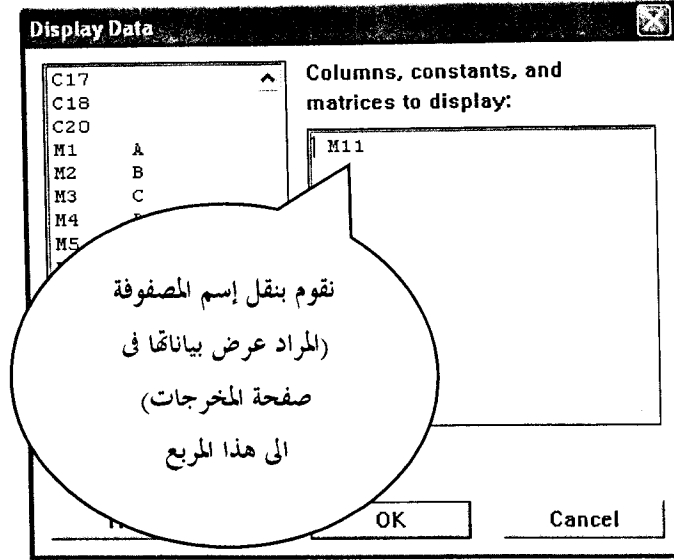 Display Data
C17
C18
C20
M1 A
M2 B
M3 C
M4
M5
Columns, constants, and
matrices to display:
M11
نقوم بنقل إسم المصفوفة
(المراد عرض بياناتها فى
صفحة المخرجات)
الى هذا المربع
OK
Cancel